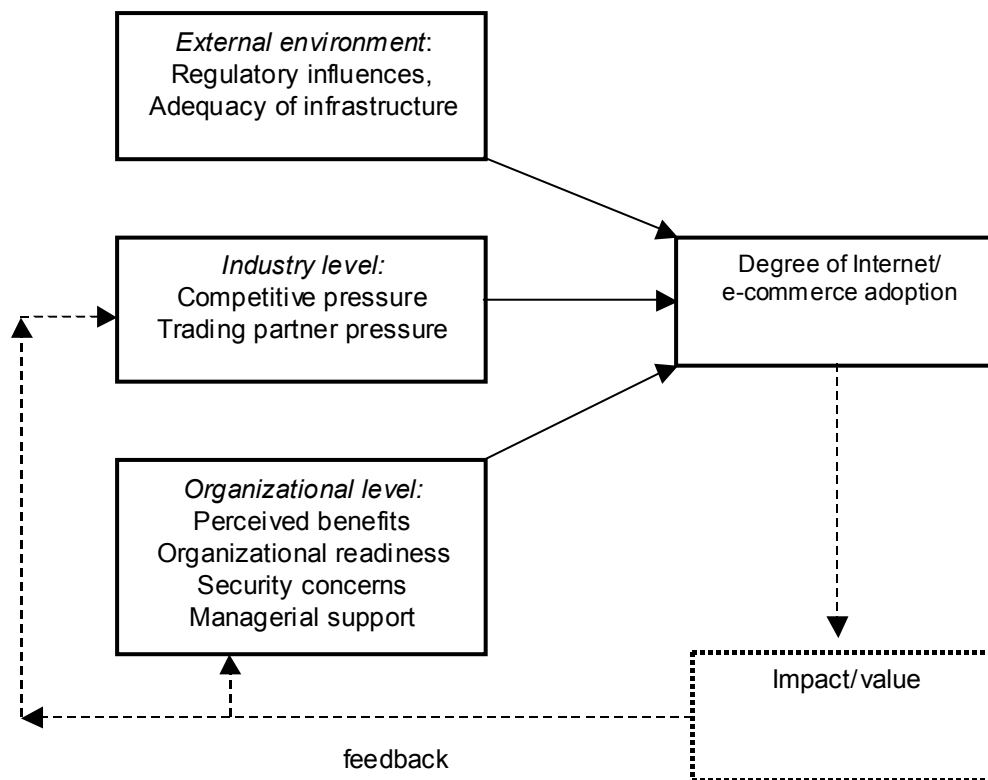 External environment:
Regulatory influences,
Adequacy of infrastructure
Industry level:
Competitive pressure
Trading partner pressure
Degree of Internet/
e-commerce adoption
Organizational level:
Perceived benefits
Organizational readiness
Security concerns
Managerial support
Impact/value
feedback